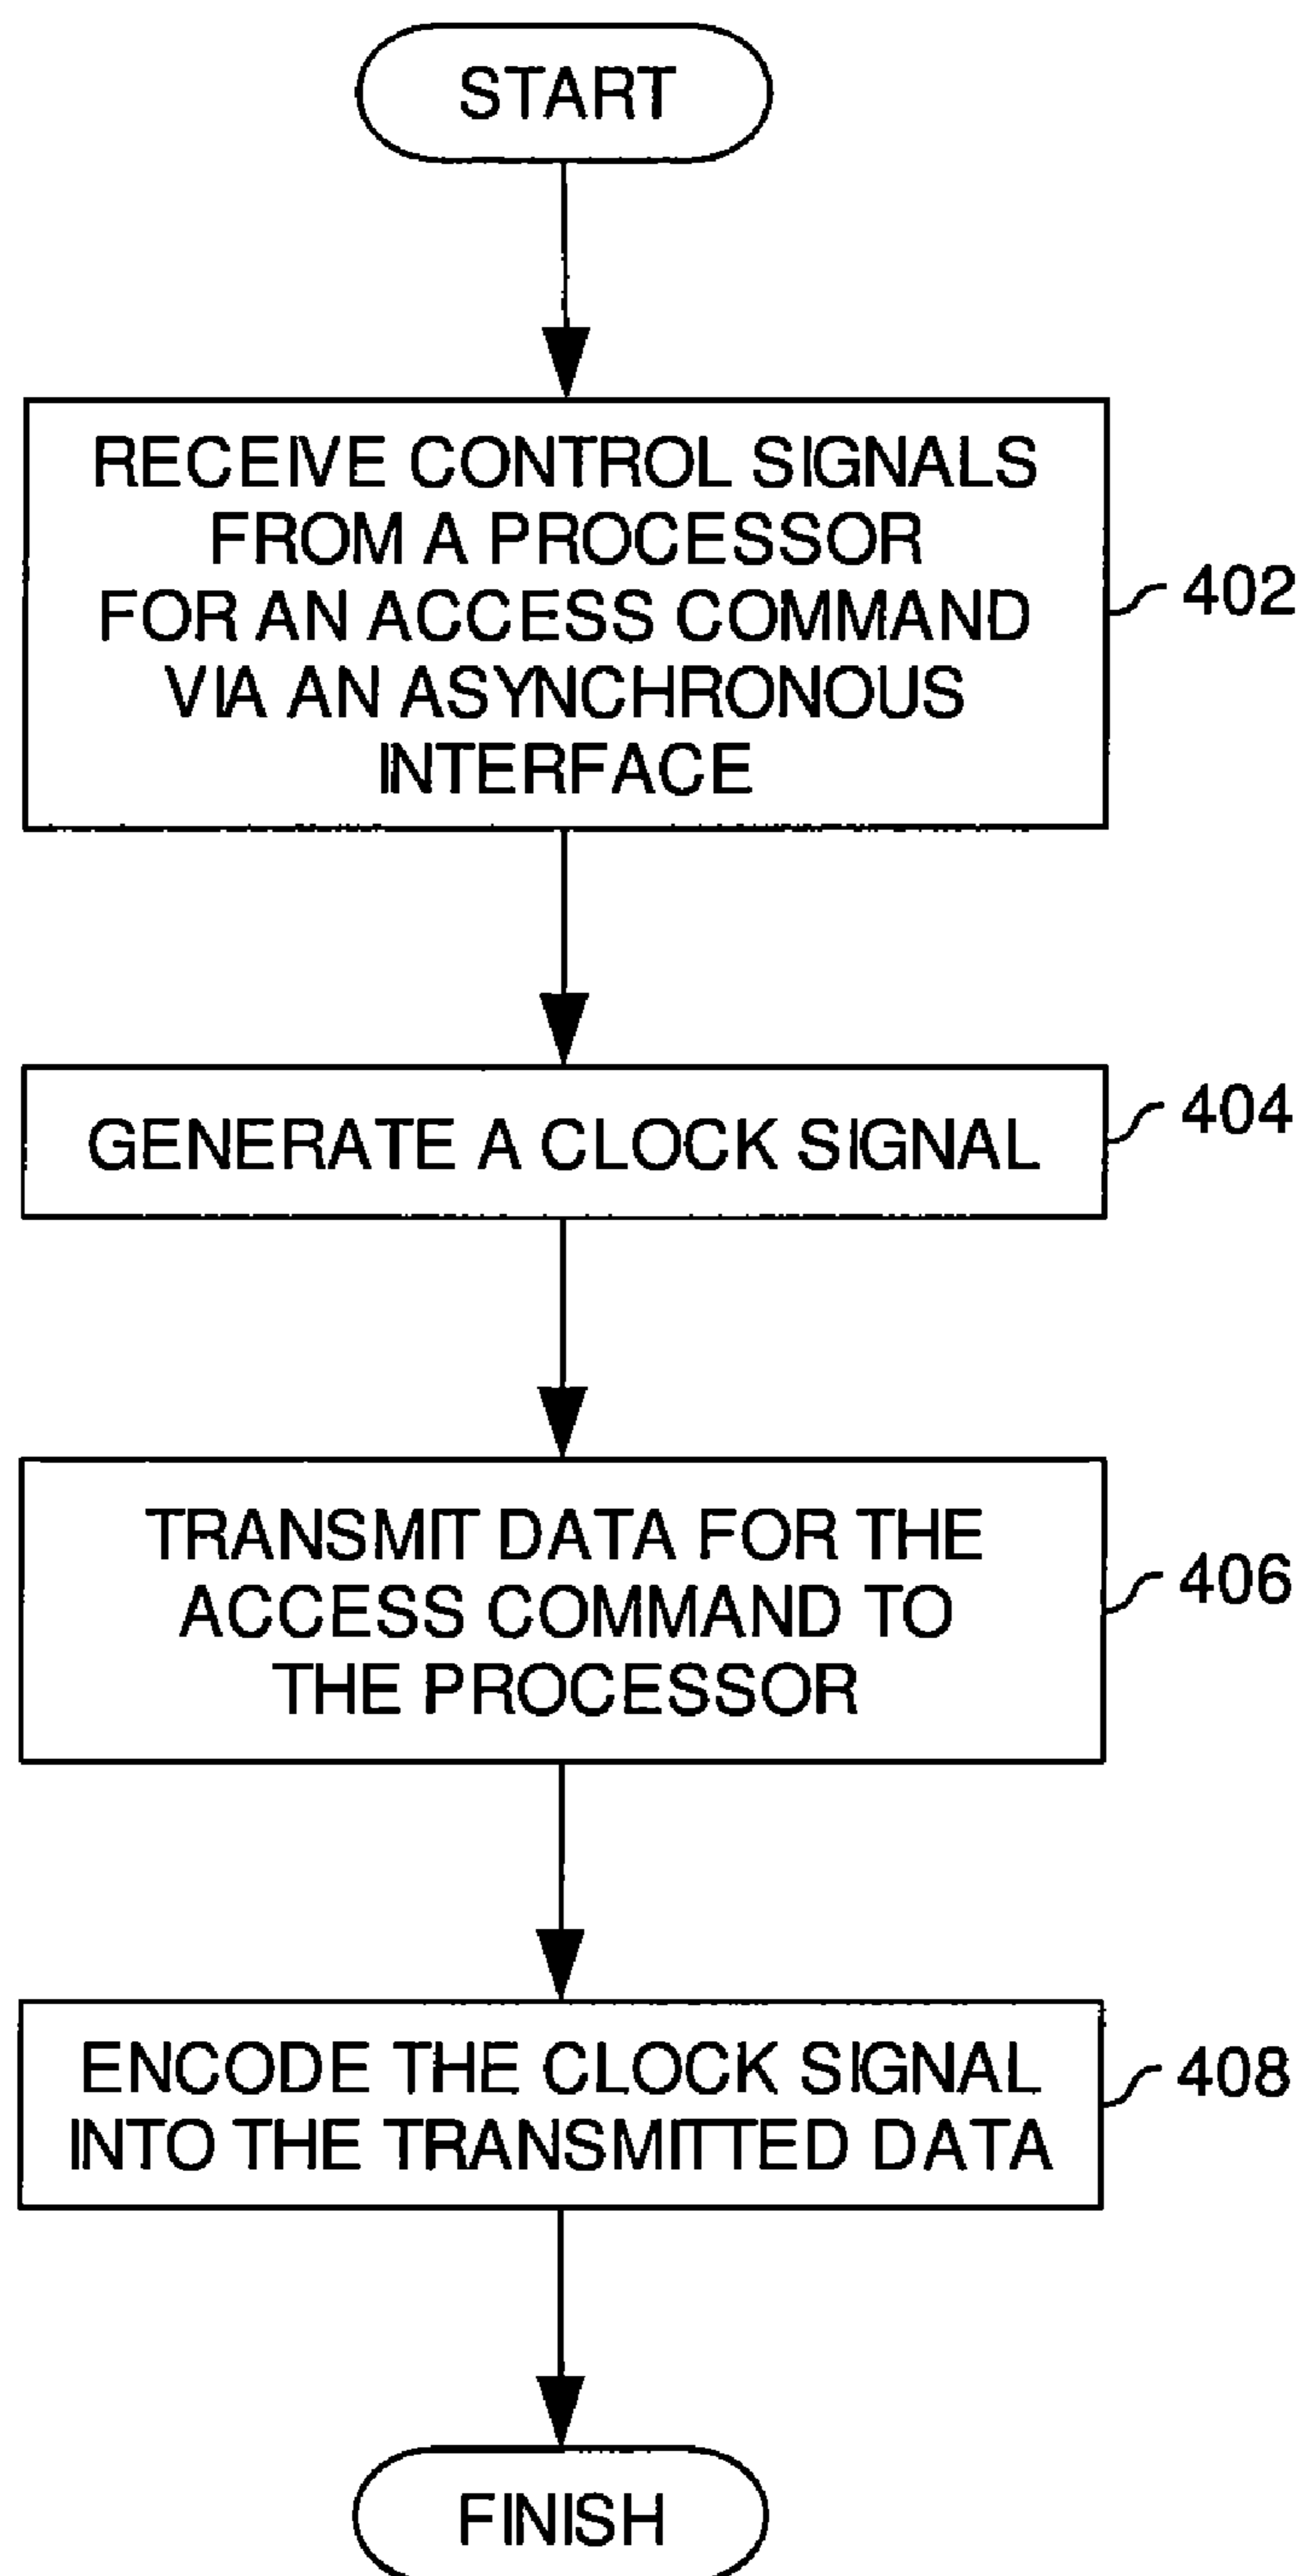 START
RECEIVE CONTROL SIGNALS
FROM A PROCESSOR
FOR AN ACCESS COMMAND
VIA AN ASYNCHRONOUS
INTERFACE
402
GENERATE A CLOCK SIGNAL
404
TRANSMIT DATA FOR THE
ACCESS COMMAND TO
THE PROCESSOR
406
ENCODE THE CLOCK SIGNAL
INTO THE TRANSMITTED DATA
408
FINISH